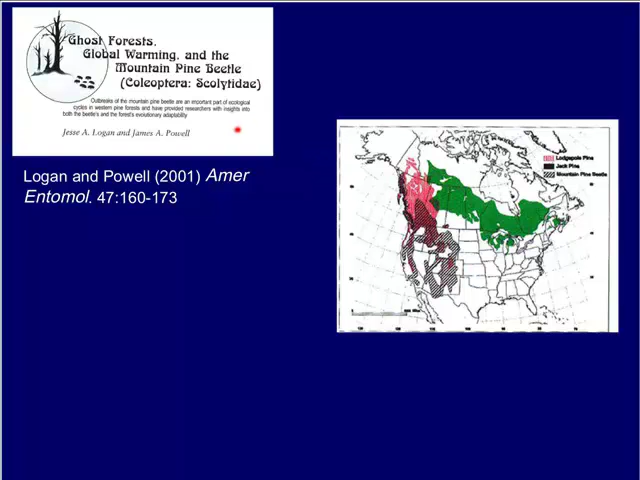 Ghost Forests,
Global Warming, and the
Mountain Pine Beetle
(Coleoptera: Scolytidae)
Outbreaks of the mountain pine beetle are an important part of ecological
cycles in western pine forests and have provided researchers with insights into
both the beetle's and the forest's evolutionary adaptability
Jesse A. Logan and James A. Powell
Logan and Powell (2001) Amer
Entomol. 47:160-173
Lodgepole Pine
Jack Pine
Mountain Pine Beetle